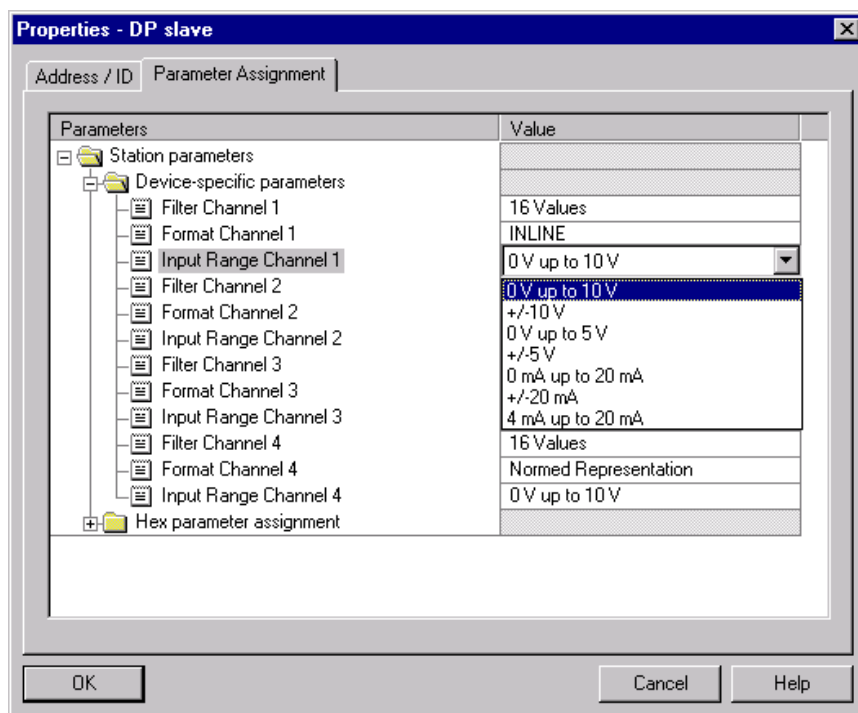 Properties - DP slave
Address / ID Parameter Assignment
Parameters Value
Station parameters
Device-specific parameters
Filter Channel 1 16 Values
Format Channel 1 INLINE
Input Range Channel 1 0 V up to 10 V
Filter Channel 2 0 V up to 10 V
Format Channel 2 +/-10 V
Input Range Channel 2 0 V up to 5 V
Filter Channel 3 +/-5 V
Format Channel 3 0 mA up to 20 mA
+/-20 mA
Input Range Channel 3 4 mA up to 20 mA
Filter Channel 4 16 Values
Format Channel 4 Normed Representation
Input Range Channel 4 0 V up to 10 V
Hex parameter assignment
OK Cancel Help